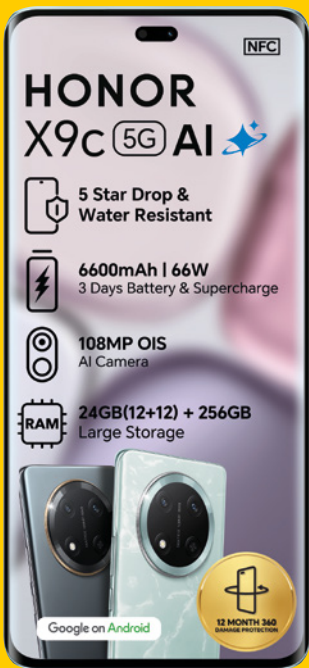 NFC
HONOR
X9c 5G AI
5 Star Drop &
Water Resistant
6600mAh | 66W
3 Days Battery & Supercharge
108MP OIS
AI Camera
RAM
24GB(12+12) + 256GB
Large Storage
Google on Android
12 MONTH 360
DAMAGE PROTECTION